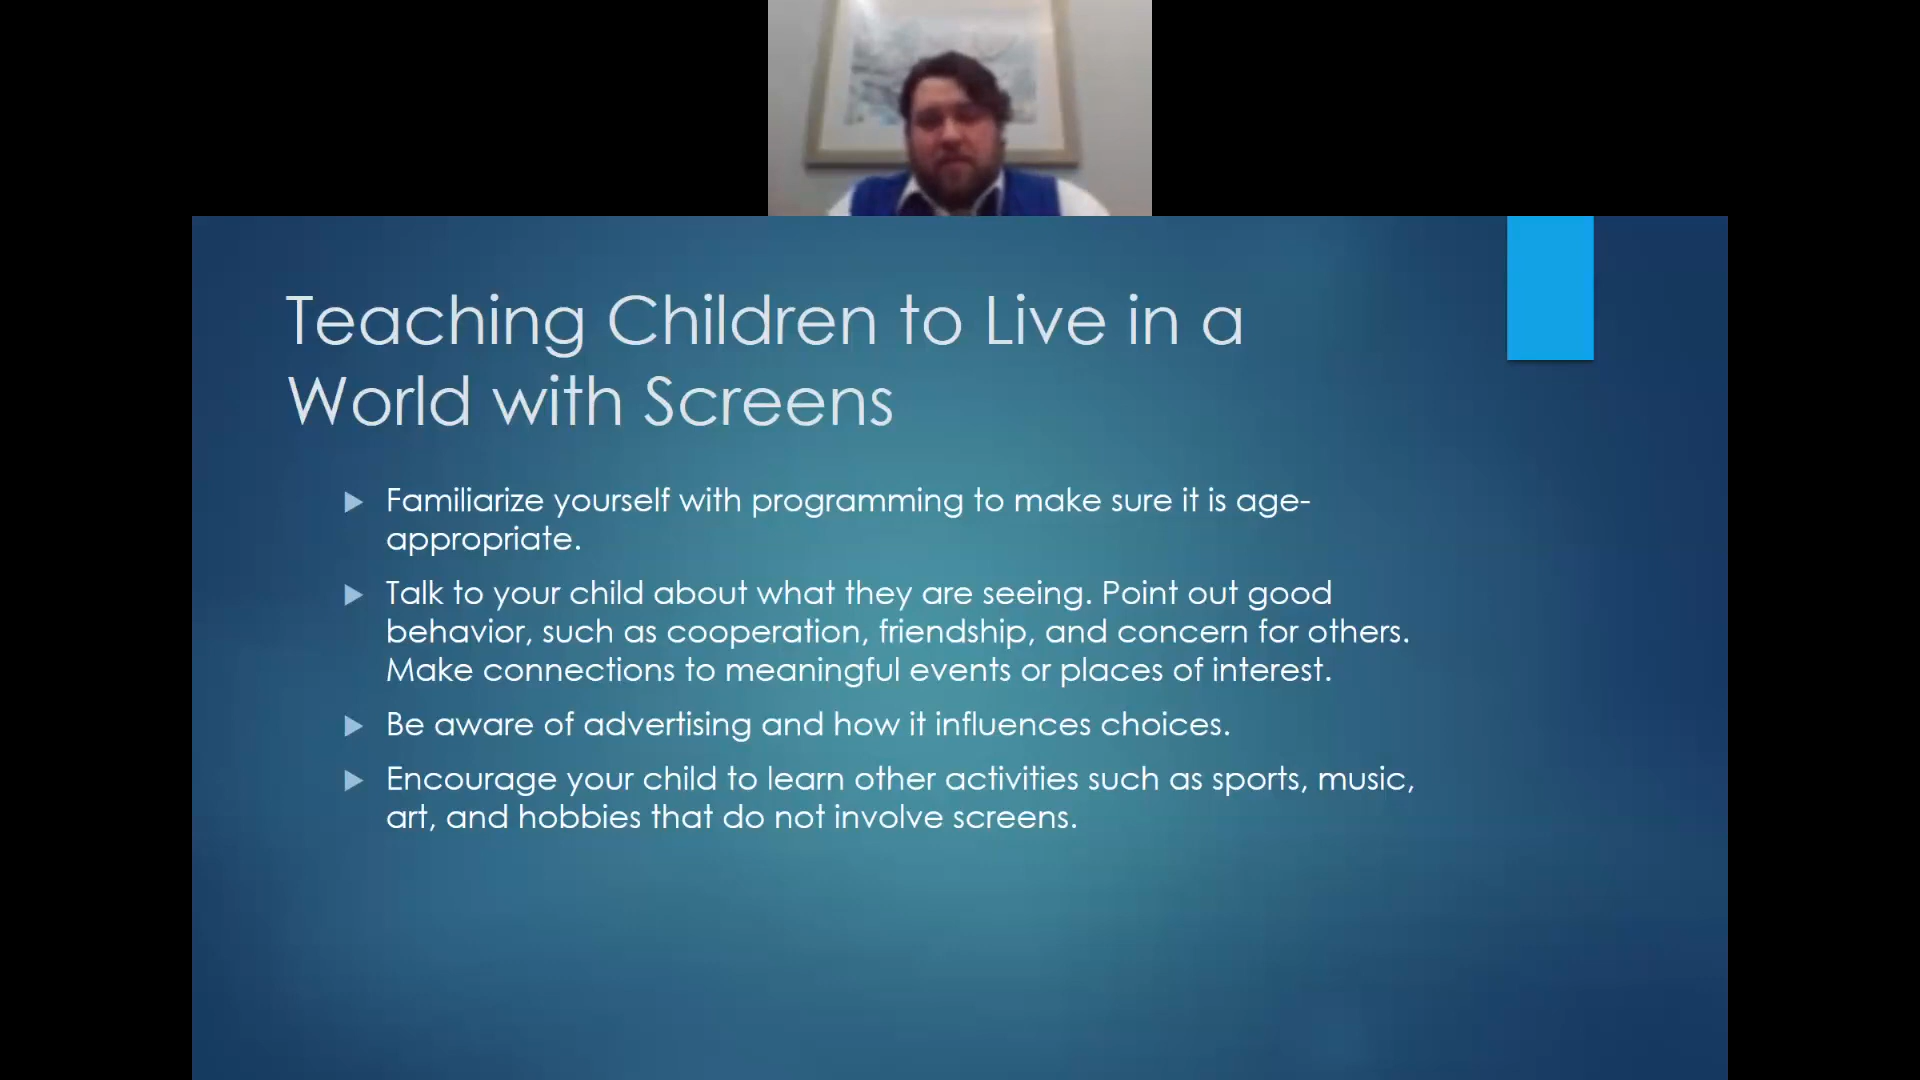 Teaching Children to Live in a
World with Screens
Familiarize yourself with programming to make sure it is age-
appropriate.
Talk to your child about what they are seeing. Point out good
behavior, such as cooperation, friendship, and concern for others.
Make connections to meaningful events or places of interest.
Be aware of advertising and how it influences choices.
Encourage your child to learn other activities such as sports, music,
art, and hobbies that do not involve screens.